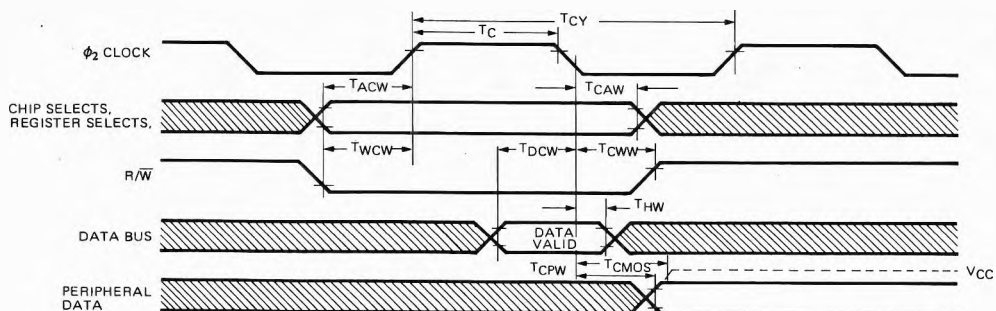 TCY
TC
ϕ2 CLOCK
TACW
TCAW
CHIP SELECTS,
REGISTER SELECTS,
TWCW
TDCW
TCWW
R/W̅
THW
DATA BUS
DATA
VALID
TCPW
TCMOS
VCC
PERIPHERAL
DATA